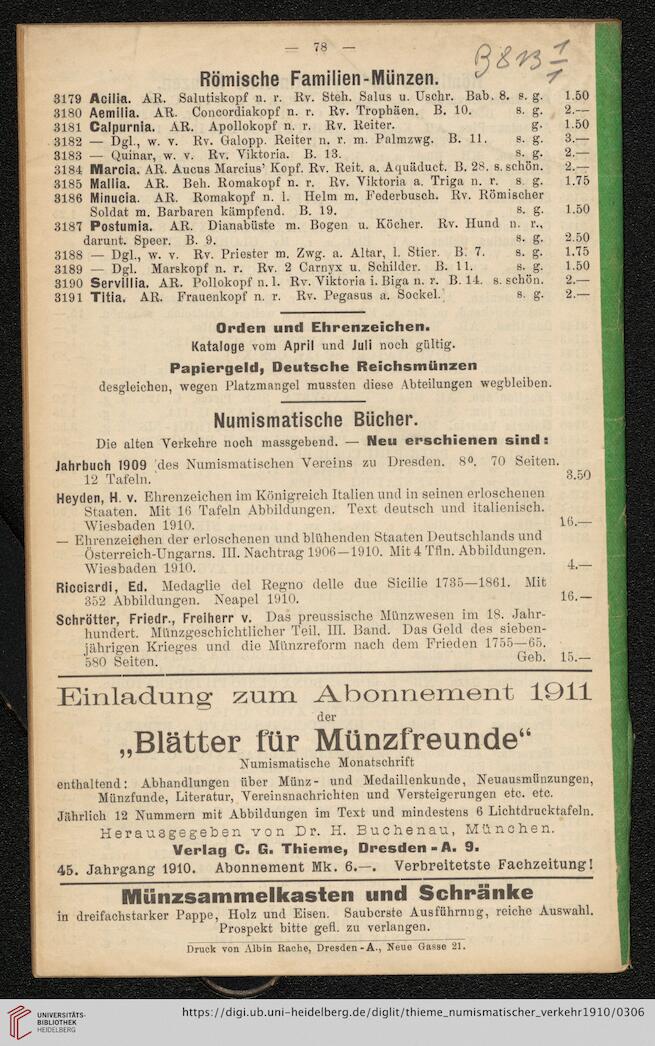 — 78 —
Römische Familien-Münzen.
3179 Acilia. AR. Salutiskopf n. r. Rv. Steh. Salus u. Uschr. Bab. 8. s. g. 1.50
3180 Aemilia. AR. Concordiakopf n. r. Rv. Trophäen. B. 10. s. g. 2.—
3181 Calpurnia. AR. Apollokopf n. r. Rv. Reiter. g. 1.50
3182 — Dgl., w. v. Rv. Galopp. Reiter n. r. m. Palmzwg. B. 11. s. g. 3.—
3183 — Quinar, w. v. Rv. Viktoria. B. 13. s. g. 2.—
3184 Marcia. AR. Aucus Marcius' Kopf. Rv. Reit. a. Aquäduct. B. 28. s. schön. 2.—
3185 Mallia. AR. Beh. Romakopf n. r. Rv. Viktoria a. Triga n. r. s g. 1.75
3186 Minucia. AR. Romakopf n. l. Helm m. Federbusch. Rv. Römischer
Soldat m. Barbaren kämpfend. B. 19. s. g. 1.50
3187 Postumia. AR. Dianabüste m. Bogen u. Köcher. Rv. Hund n. r.,
darunt. Speer. B. 9. s. g. 2.50
3188 — Dgl., w. v. Rv. Priester m. Zwg. a. Altar, l. Stier. B. 7. s. g. 1.75
3189 — Dgl. Marskopf n. r. Rv. 2 Carnyx u. Schilder. B. 11. s. g. 1.50
3190 Servillia. AR. Pollokopf n. l. Rv. Viktoria i. Biga n. r. B. 14. s. schön. 2.—
3191 Titia. AR. Frauenkopf n. r. Rv. Pegasus a. Sockel. s. g. 2.—
Orden und Ehrenzeichen.
Kataloge vom April und Juli noch gültig.
Papiergeld, Deutsche Reichsmünzen
desgleichen, wegen Platzmangel mussten diese Abteilungen wegbleiben.
Numismatische Bücher.
Die alten Verkehre noch massgebend. — Neu erschienen sind:
Jahrbuch 1909 des Numismatischen Vereins zu Dresden. 8º. 70 Seiten.
12 Tafeln. 3.50
Heyden, H. v. Ehrenzeichen im Königreich Italien und in seinen erloschenen
Staaten. Mit 16 Tafeln Abbildungen. Text deutsch und italienisch.
Wiesbaden 1910. 16.—
— Ehrenzeichen der erloschenen und blühenden Staaten Deutschlands und
Österreich-Ungarns. III. Nachtrag 1906—1910. Mit 4 Tfln. Abbildungen.
Wiesbaden 1910. 4.—
Ricciardi, Ed. Medaglie del Regno delle due Sicilie 1735—1861. Mit
352 Abbildungen. Neapel 1910. 16.—
Schrötter, Friedr., Freiherr v. Das preussische Münzwesen im 18. Jahr-
hundert. Münzgeschichtlicher Teil. III. Band. Das Geld des sieben-
jährigen Krieges und die Münzreform nach dem Frieden 1755—65.
580 Seiten. Geb. 15.—
Einladung zum Abonnement 1911
der
„Blätter für Münzfreunde“
Numismatische Monatschrift
enthaltend: Abhandlungen über Münz- und Medaillenkunde, Neuausmünzungen,
Münzfunde, Literatur, Vereinsnachrichten und Versteigerungen etc. etc.
Jährlich 12 Nummern mit Abbildungen im Text und mindestens 6 Lichtdrucktafeln.
Herausgegeben von Dr. H. Buchenau, München.
Verlag C. G. Thieme, Dresden-A. 9.
45. Jahrgang 1910. Abonnement Mk. 6.—. Verbreitetste Fachzeitung!
Münzsammelkasten und Schränke
in dreifachstarker Pappe, Holz und Eisen. Sauberste Ausführung, reiche Auswahl.
Prospekt bitte gefl. zu verlangen.
Druck von Albin Rache, Dresden-A., Neue Gasse 21.
UNIVERSITÄTS-
BIBLIOTHEK
HEIDELBERG
https://digi.ub.uni-heidelberg.de/diglit/thieme_numismatischer_verkehr1910/0306